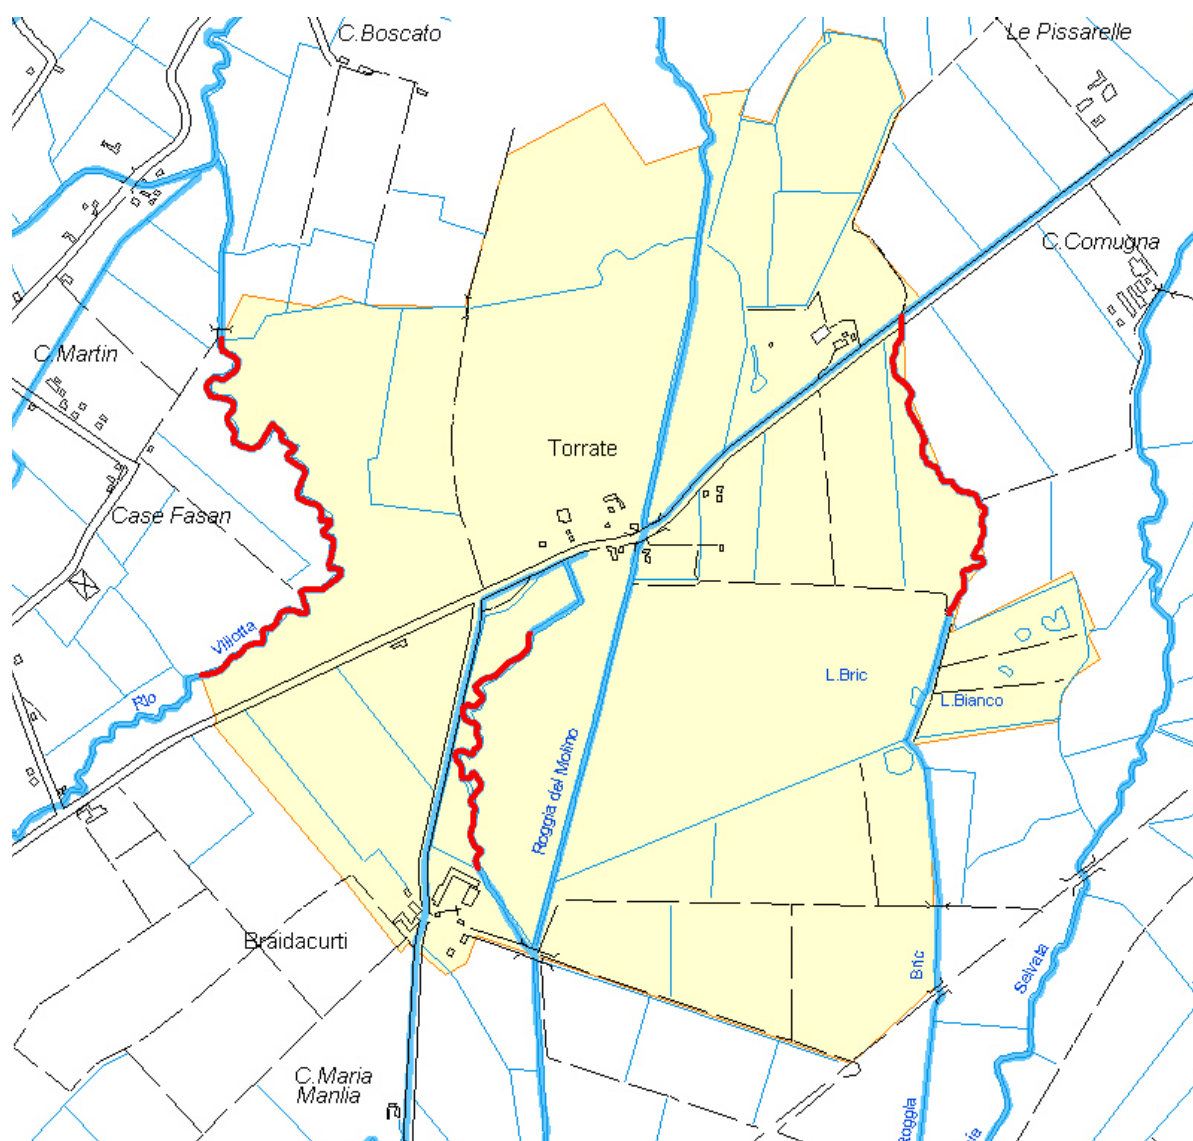 C.Boscato
Le Pissarelle
C.Comugna
C.Martin
Torrate
Case Fasan
Villotta
Rio
L.Bric
L.Bianco
Roggia del Molino
Braidacurti
Bric
Selvata
C.Maria
Manlia
Roggia